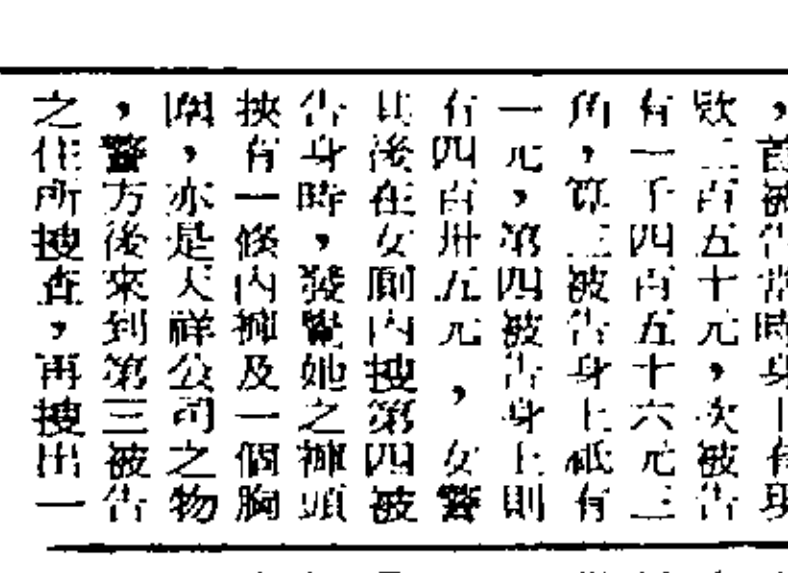 ，首被告當時身上有現
款二百五十元，次被告
有一千四百五十六元三
角，第三被告身上祇有
一元，第四被告身上則
有四百卅五元，女警
其後在女厠內搜第四被
告身時，發覺她之褲頭
挾有一條內褲及一個胸
圍，亦是天祥公司之物
，警方後來到第三被告
之住所搜查，再搜出一